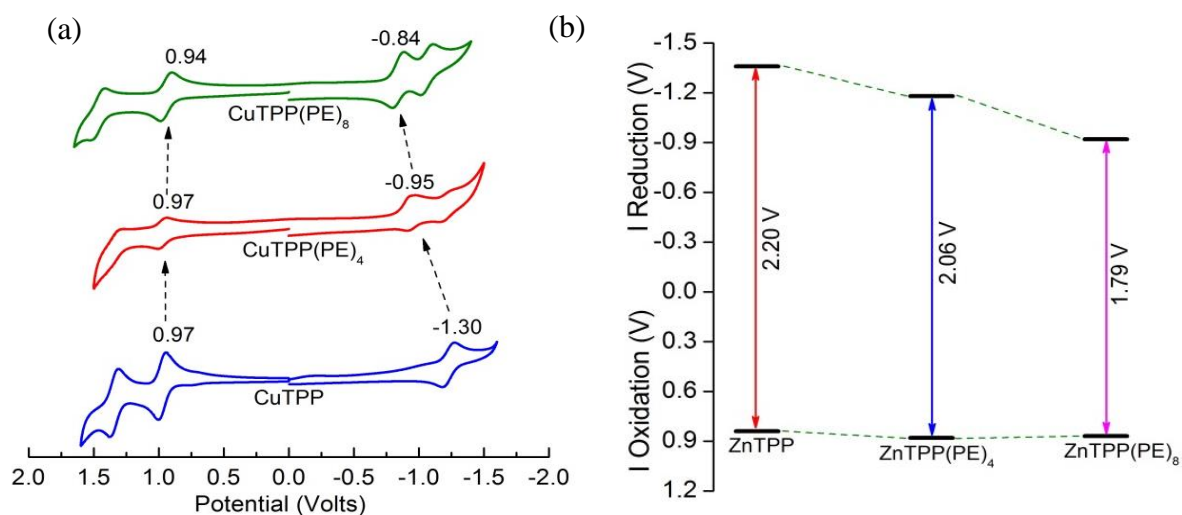 (a)
0.94
-0.84
CuTPP(PE)₈
0.97
-0.95
CuTPP(PE)₄
0.97
-1.30
CuTPP
2.0 1.5 1.0 0.5 0.0 -0.5 -1.0 -1.5 -2.0
Potential (Volts)
(b)
I Reduction (V)
I Oxidation (V)
-1.5
-1.2
-0.9
-0.6
-0.3
0.0
0.3
0.6
0.9
1.2
2.20 V
2.06 V
1.79 V
ZnTPP
ZnTPP(PE)₄
ZnTPP(PE)₈